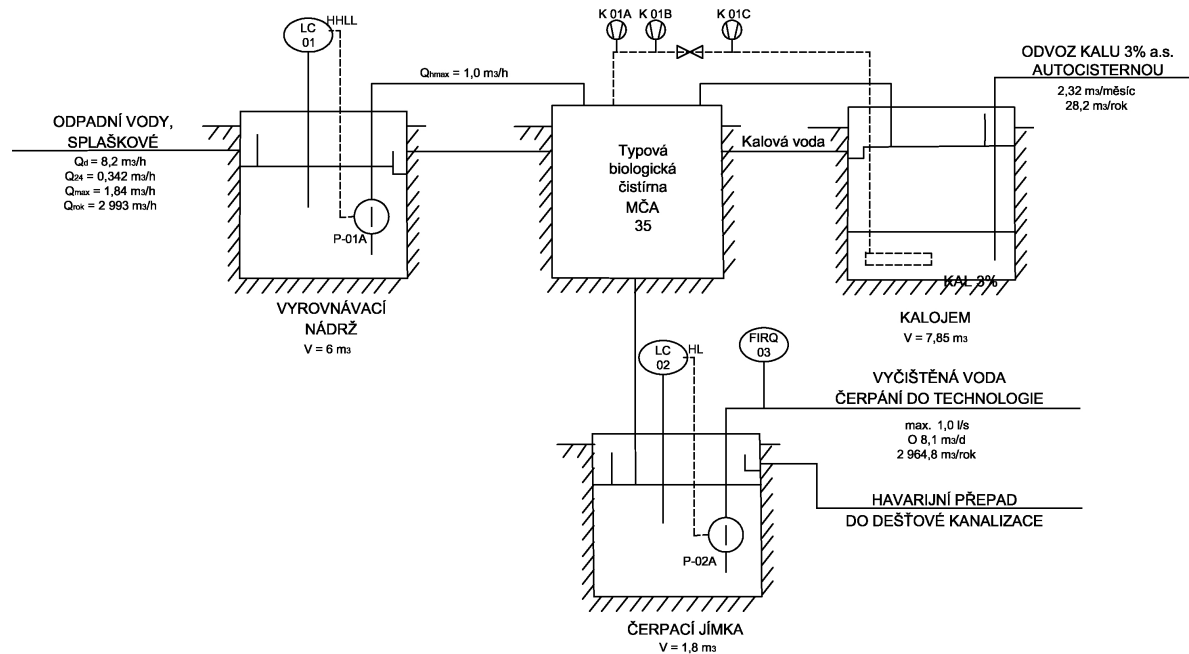 K 01A
K 01B
K 01C
LC
01
HHLL
Qhmax = 1,0 m3/h
ODVOZ KALU 3% a.s.
AUTOCISTERNOU
2,32 m3/měsíc
28,2 m3/rok
ODPADNÍ VODY,
SPLAŠKOVÉ
Qd = 8,2 m3/h
Q24 = 0,342 m3/h
Qmax = 1,84 m3/h
Qrok = 2 993 m3/h
P-01A
Typová
biologická
čistírna
MČA
35
Kalová voda
KAL 3%
VYROVNÁVACÍ
NÁDRŽ
V = 6 m3
KALOJEM
V = 7,85 m3
LC
02
HL
FIRQ
03
VYČIŠTĚNÁ VODA
ČERPÁNÍ DO TECHNOLOGIE
max. 1,0 l/s
O 8,1 m3/d
2 964,8 m3/rok
HAVARIJNÍ PŘEPAD
DO DEŠŤOVÉ KANALIZACE
P-02A
ČERPACÍ JÍMKA
V = 1,8 m3